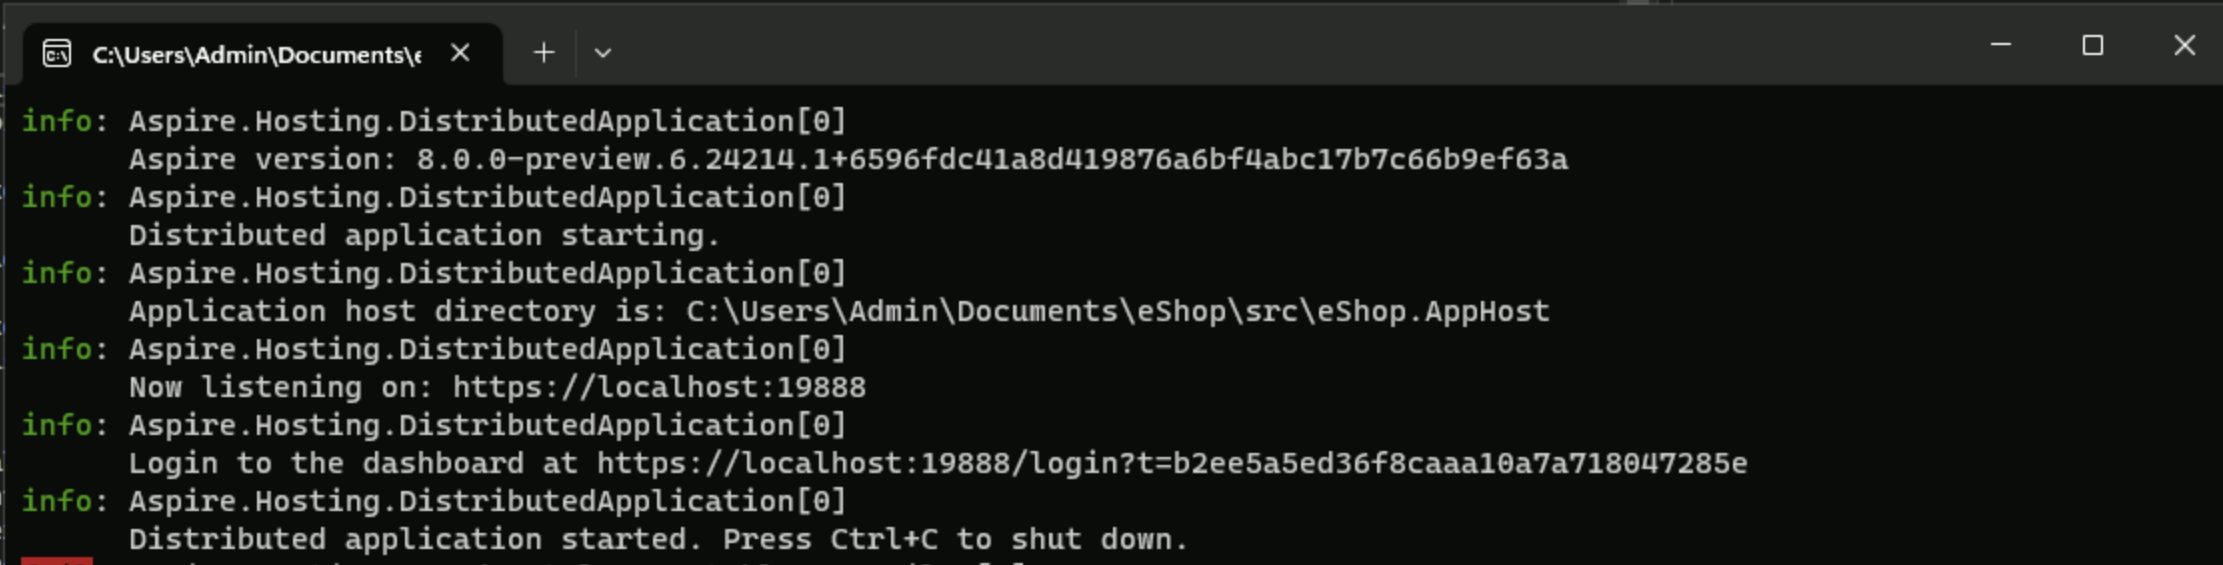 C:\Users\Admin\Documents\e
info: Aspire.Hosting.DistributedApplication[0]
Aspire version: 8.0.0-preview.6.24214.1+6596fdc41a8d419876a6bf4abc17b7c66b9ef63a
info: Aspire.Hosting.DistributedApplication[0]
Distributed application starting.
info: Aspire.Hosting.DistributedApplication[0]
Application host directory is: C:\Users\Admin\Documents\eShop\src\eShop.AppHost
info: Aspire.Hosting.DistributedApplication[0]
Now listening on: https://localhost:19888
info: Aspire.Hosting.DistributedApplication[0]
Login to the dashboard at https://localhost:19888/login?t=b2ee5a5ed36f8caaa10a7a718047285e
info: Aspire.Hosting.DistributedApplication[0]
Distributed application started. Press Ctrl+C to shut down.